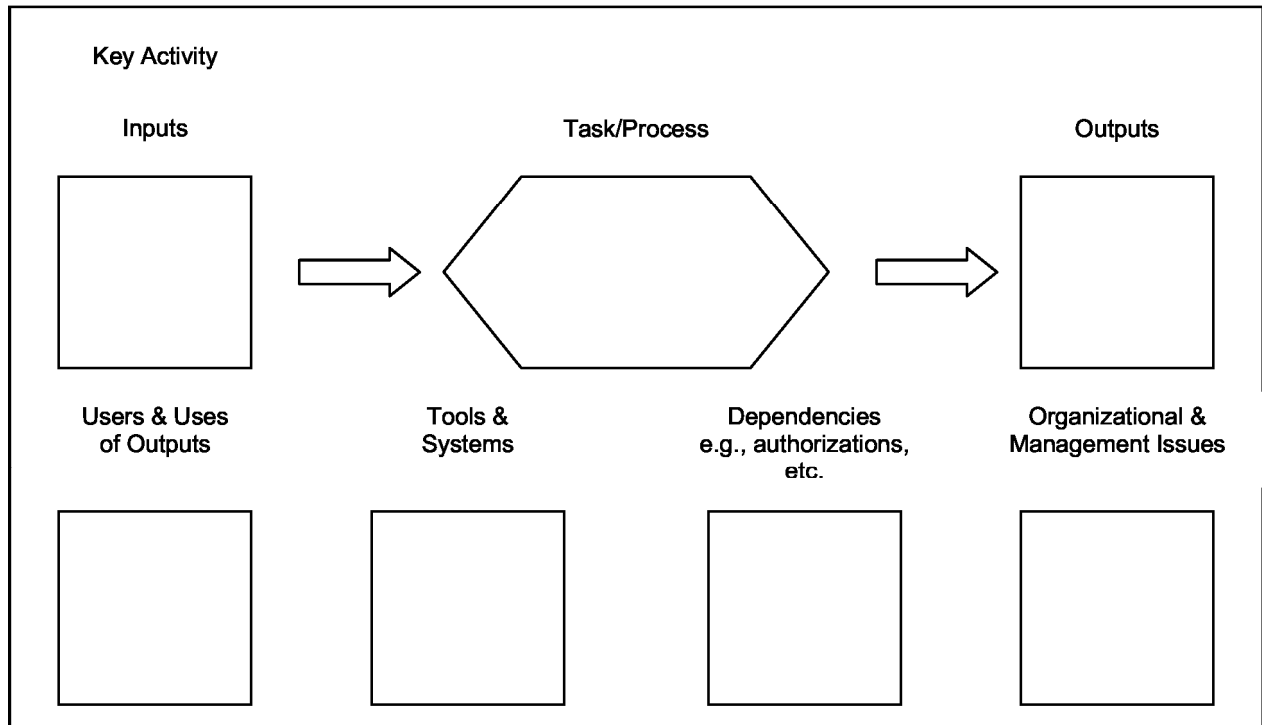 Key Activity
Inputs
Task/Process
Outputs
Users & Uses
of Outputs
Tools &
Systems
Dependencies
e.g., authorizations,
etc.
Organizational &
Management Issues